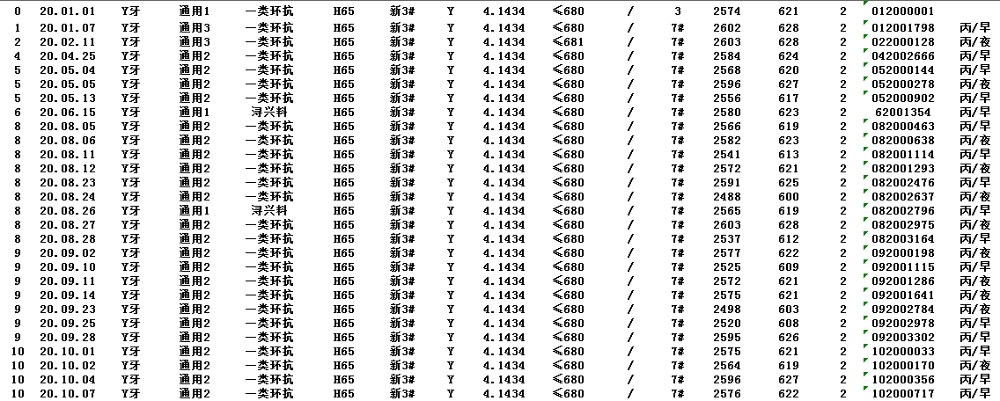 0 20.01.01 Y牙 通用1 一类环抗 H65 新3# Y 4.1434 ≤680 / 3 2574 621 2 012000001
1 20.01.07 Y牙 通用3 一类环抗 H65 新3# Y 4.1434 ≤680 / 7# 2602 628 2 012001798 丙/早
2 20.02.11 Y牙 通用3 一类环抗 H65 新3# Y 4.1434 ≤681 / 7# 2603 628 2 022000128 丙/夜
4 20.04.25 Y牙 通用2 一类环抗 H65 新3# Y 4.1434 ≤680 / 7# 2584 624 2 042002666 丙/早
5 20.05.04 Y牙 通用2 一类环抗 H65 新3# Y 4.1434 ≤680 / 7# 2568 620 2 052000144 丙/早
5 20.05.05 Y牙 通用2 一类环抗 H65 新3# Y 4.1434 ≤680 / 7# 2596 627 2 052000278 丙/夜
5 20.05.13 Y牙 通用2 一类环抗 H65 新3# Y 4.1434 ≤680 / 7# 2556 617 2 052000902 丙/早
6 20.06.15 Y牙 通用1 浔兴料 H65 新3# Y 4.1434 ≤680 / 7# 2580 623 2 62001354 丙/早
8 20.08.05 Y牙 通用2 一类环抗 H65 新3# Y 4.1434 ≤680 / 7# 2566 619 2 082000463 丙/早
8 20.08.06 Y牙 通用2 一类环抗 H65 新3# Y 4.1434 ≤680 / 7# 2582 623 2 082000638 丙/夜
8 20.08.11 Y牙 通用2 一类环抗 H65 新3# Y 4.1434 ≤680 / 7# 2541 613 2 082001114 丙/早
8 20.08.12 Y牙 通用2 一类环抗 H65 新3# Y 4.1434 ≤680 / 7# 2572 621 2 082001293 丙/夜
8 20.08.23 Y牙 通用2 一类环抗 H65 新3# Y 4.1434 ≤680 / 7# 2591 625 2 082002476 丙/早
8 20.08.24 Y牙 通用2 一类环抗 H65 新3# Y 4.1434 ≤680 / 7# 2488 600 2 082002637 丙/夜
8 20.08.26 Y牙 通用1 浔兴料 H65 新3# Y 4.1434 ≤680 / 7# 2565 619 2 082002796 丙/早
8 20.08.27 Y牙 通用2 一类环抗 H65 新3# Y 4.1434 ≤680 / 7# 2603 628 2 082002975 丙/夜
8 20.08.28 Y牙 通用2 一类环抗 H65 新3# Y 4.1434 ≤680 / 7# 2537 612 2 082003164 丙/早
9 20.09.02 Y牙 通用2 一类环抗 H65 新3# Y 4.1434 ≤680 / 7# 2577 622 2 092000198 丙/夜
9 20.09.10 Y牙 通用2 一类环抗 H65 新3# Y 4.1434 ≤680 / 7# 2525 609 2 092001115 丙/早
9 20.09.11 Y牙 通用2 一类环抗 H65 新3# Y 4.1434 ≤680 / 7# 2572 621 2 092001286 丙/夜
9 20.09.14 Y牙 通用2 一类环抗 H65 新3# Y 4.1434 ≤680 / 7# 2575 621 2 092001641 丙/夜
9 20.09.23 Y牙 通用2 一类环抗 H65 新3# Y 4.1434 ≤680 / 7# 2498 603 2 092002784 丙/夜
9 20.09.25 Y牙 通用2 一类环抗 H65 新3# Y 4.1434 ≤680 / 7# 2520 608 2 092002978 丙/早
9 20.09.28 Y牙 通用2 一类环抗 H65 新3# Y 4.1434 ≤680 / 7# 2595 626 2 092003302 丙/早
10 20.10.01 Y牙 通用2 一类环抗 H65 新3# Y 4.1434 ≤680 / 7# 2575 621 2 102000033 丙/早
10 20.10.02 Y牙 通用2 一类环抗 H65 新3# Y 4.1434 ≤680 / 7# 2564 619 2 102000170 丙/夜
10 20.10.04 Y牙 通用2 一类环抗 H65 新3# Y 4.1434 ≤680 / 7# 2596 627 2 102000356 丙/早
10 20.10.07 Y牙 通用2 一类环抗 H65 新3# Y 4.1434 ≤680 / 7# 2576 622 2 102000717 丙/早